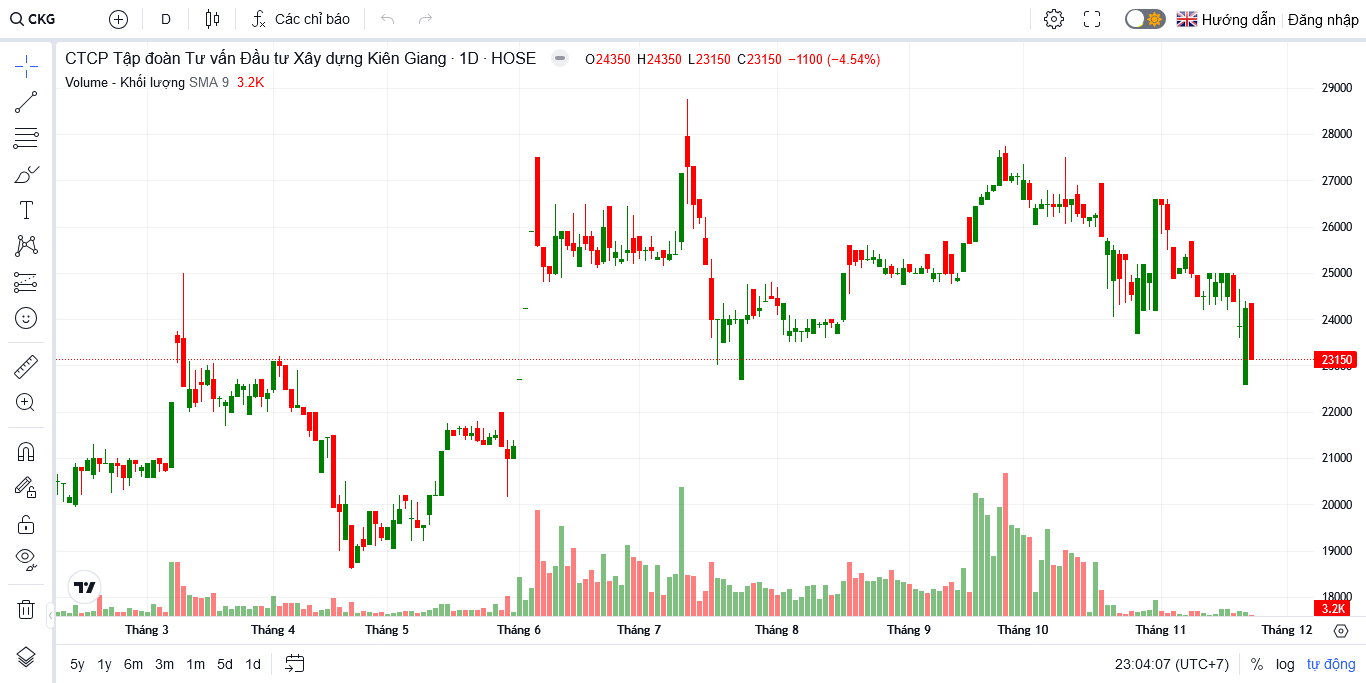 CKG D Các chỉ báo Hướng dẫn Đăng nhập
CTCP Tập đoàn Tư vấn Đầu tư Xây dựng Kiên Giang · 1D · HOSE O24350 H24350 L23150 C23150 −1100 (−4.54%)
Volume - Khối lượng SMA 9 3.2K
29000
28000
27000
26000
25000
24000
23150
23000
22000
21000
20000
19000
18000
3.2K
Tháng 3 Tháng 4 Tháng 5 Tháng 6 Tháng 7 Tháng 8 Tháng 9 Tháng 10 Tháng 11 Tháng 12
5y 1y 6m 3m 1m 5d 1d 23:04:07 (UTC+7) % log tự động